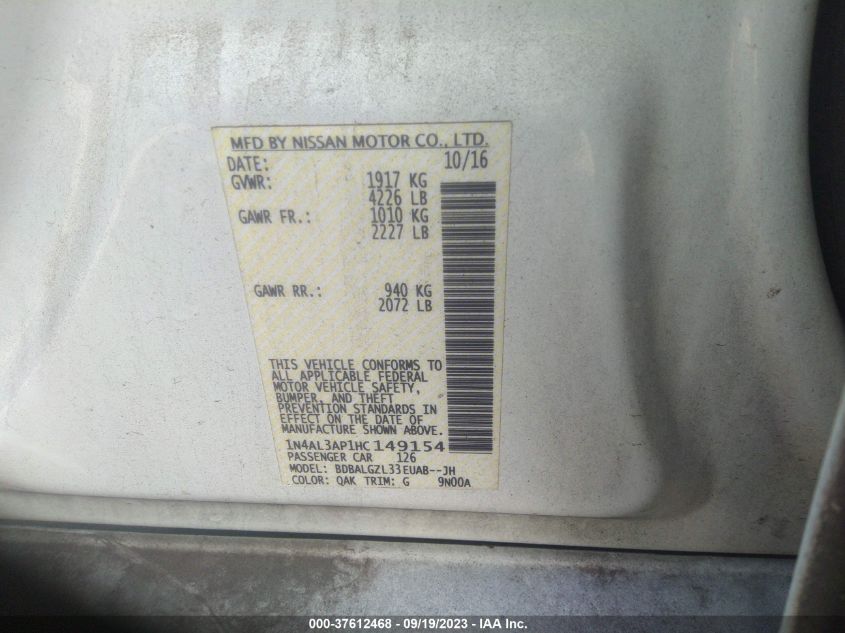 MFD BY NISSAN MOTOR CO., LTD.
DATE: 10/16
GVWR: 1917 KG
4226 LB
GAWR FR.: 1010 KG
2227 LB
GAWR RR.: 940 KG
2072 LB
THIS VEHICLE CONFORMS TO
ALL APPLICABLE FEDERAL
MOTOR VEHICLE SAFETY,
BUMPER, AND THEFT
PREVENTION STANDARDS IN
EFFECT ON THE DATE OF
MANUFACTURE SHOWN ABOVE.
1N4AL3AP1HC149154
PASSENGER CAR 126
MODEL: BDBALGZL33EUAB--JH
COLOR: QAK TRIM: G 9N00A
000-37612468 - 09/19/2023 - IAA Inc.